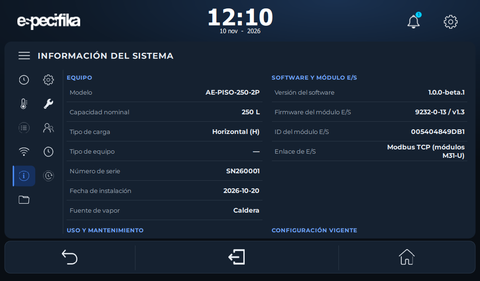 e-specifika
12:10
10 nov - 2026
1
INFORMACIÓN DEL SISTEMA
EQUIPO
Modelo AE-PISO-250-2P
Capacidad nominal 250 L
Tipo de carga Horizontal (H)
Tipo de equipo —
Número de serie SN260001
Fecha de instalación 2026-10-20
Fuente de vapor Caldera
USO Y MANTENIMIENTO
SOFTWARE Y MÓDULO E/S
Versión del software 1.0.0-beta.1
Firmware del módulo E/S 9232-0-13 / v1.3
ID del módulo E/S 005404849DB1
Enlace de E/S Modbus TCP (módulos
M31-U)
CONFIGURACIÓN VIGENTE